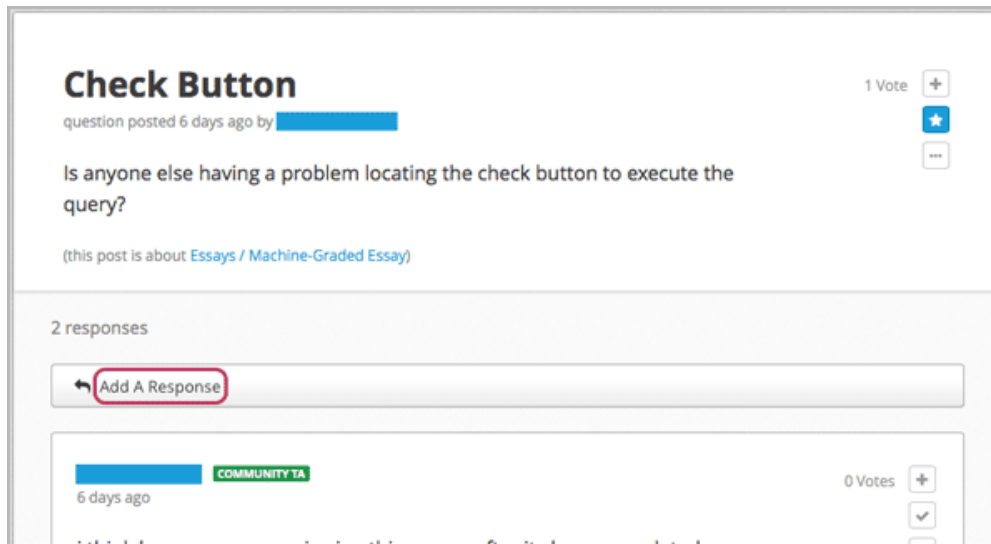 Check Button
1 Vote
question posted 6 days ago by
Is anyone else having a problem locating the check button to execute the
query?
(this post is about Essays / Machine-Graded Essay)
2 responses
Add A Response
COMMUNITY TA
0 Votes
6 days ago